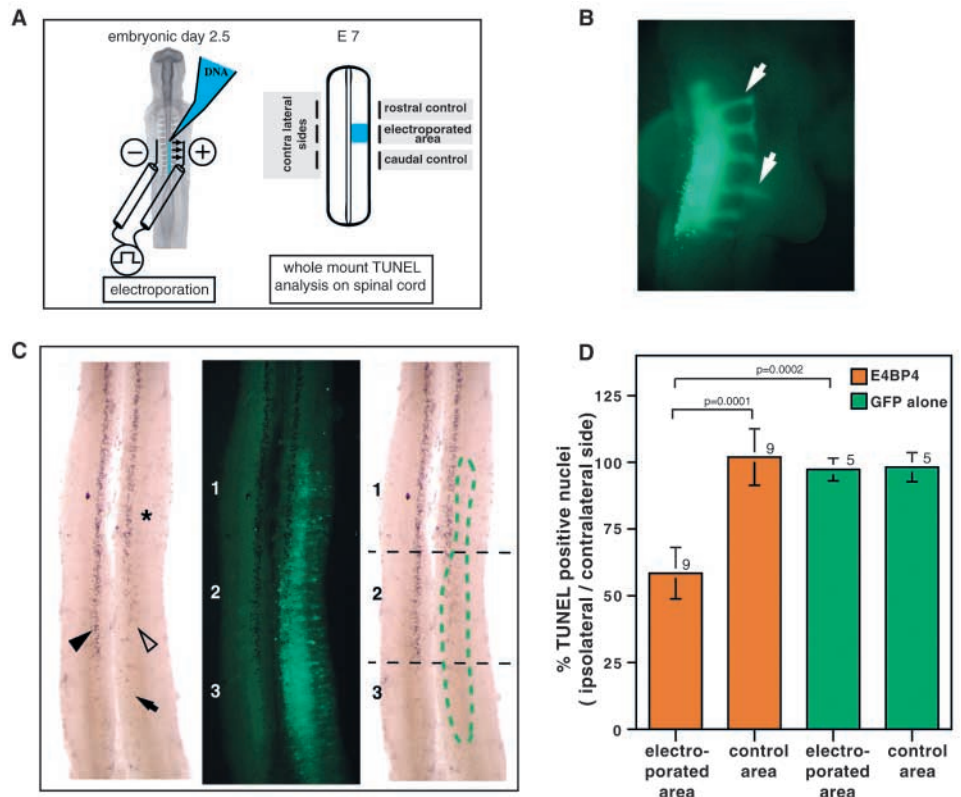 A
embryonic day 2.5
DNA
−
+
electroporation
E 7
contra lateral
sides
rostral control
electroporated
area
caudal control
whole mount TUNEL
analysis on spinal cord
B
C
1
*
2
3
1
2
3
1
2
3
D
% TUNEL positive nuclei
( ipsolateral / contralateral side)
125
100
75
50
25
0
p=0.0002
p=0.0001
E4BP4
GFP alone
9
9
5
5
electro-
porated
area
control
area
electro-
porated
area
control
area